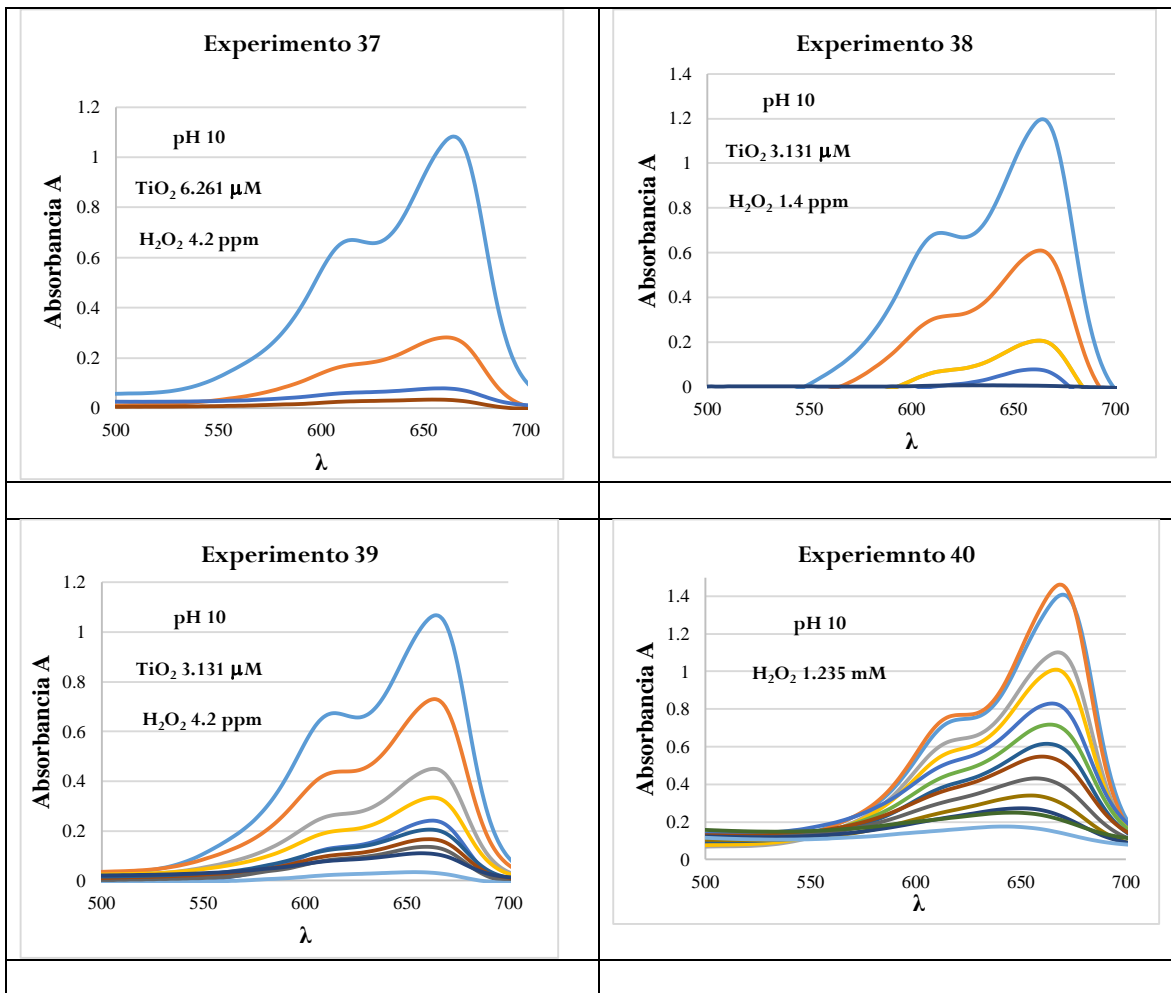 Experimento 37
pH 10
TiO₂ 6.261 μM
H₂O₂ 4.2 ppm
Absorbancia A
1.2
1
0.8
0.6
0.4
0.2
0
500 550 600 650 700
λ
Experimento 38
pH 10
TiO₂ 3.131 μM
H₂O₂ 1.4 ppm
Absorbancia A
1.4
1.2
1
0.8
0.6
0.4
0.2
0
500 550 600 650 700
λ
Experimento 39
pH 10
TiO₂ 3.131 μM
H₂O₂ 4.2 ppm
Absorbancia A
1.2
1
0.8
0.6
0.4
0.2
0
500 550 600 650 700
λ
Experiemnto 40
pH 10
H₂O₂ 1.235 mM
Absorbancia A
1.4
1.2
1
0.8
0.6
0.4
0.2
0
500 550 600 650 700
λ